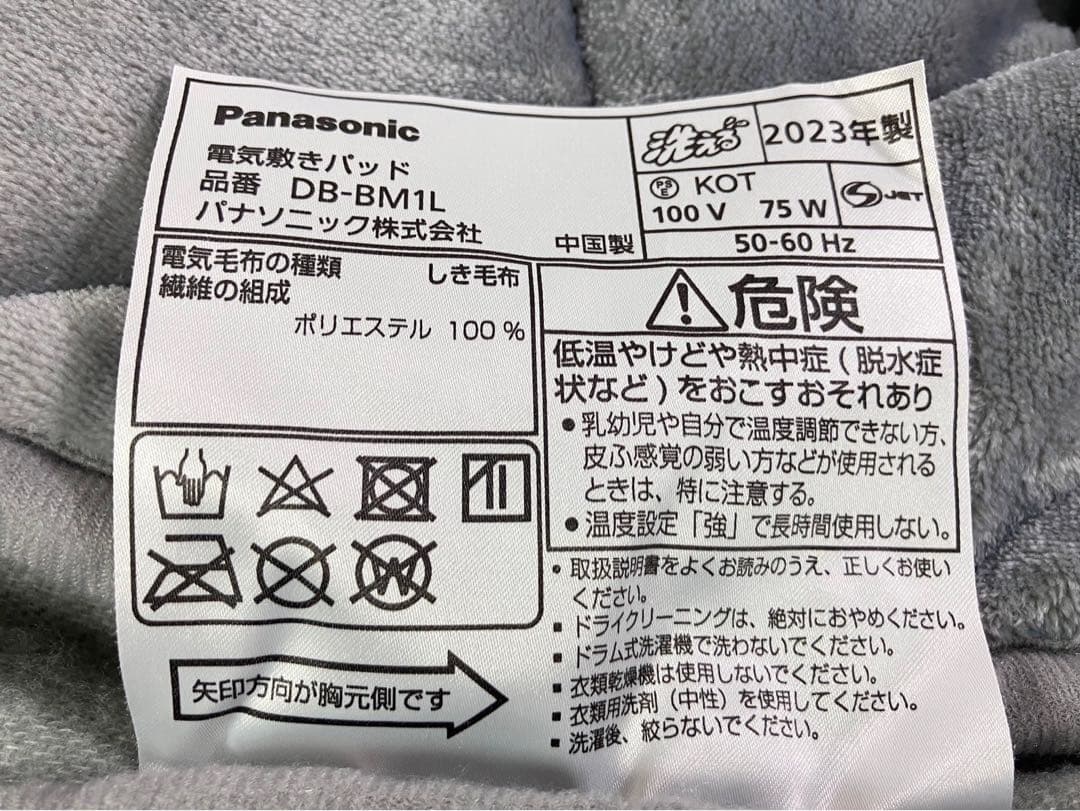 Panasonic
電気敷きパッド
品番 DB-BM1L
パナソニック株式会社
中国製
洗える
2023年製
PSE KOT
100 V 75 W
S JET
50-60 Hz
電気毛布の種類 しき毛布
繊維の組成
ポリエステル 100 %
危険
低温やけどや熱中症(脱水症
状など)をおこすおそれあり
●乳幼児や自分で温度調節できない方、
皮ふ感覚の弱い方などが使用される
ときは、特に注意する。
●温度設定「強」で長時間使用しない。
W
矢印方向が胸元側です
•取扱説明書をよくお読みのうえ、正しくお使い
ください。
■ドライクリーニングは、絶対におやめください。
■ドラム式洗濯機で洗わないでください。
■衣類乾燥機は使用しないでください。
■衣類用洗剤(中性)を使用してください。
■洗濯後、絞らないでください。